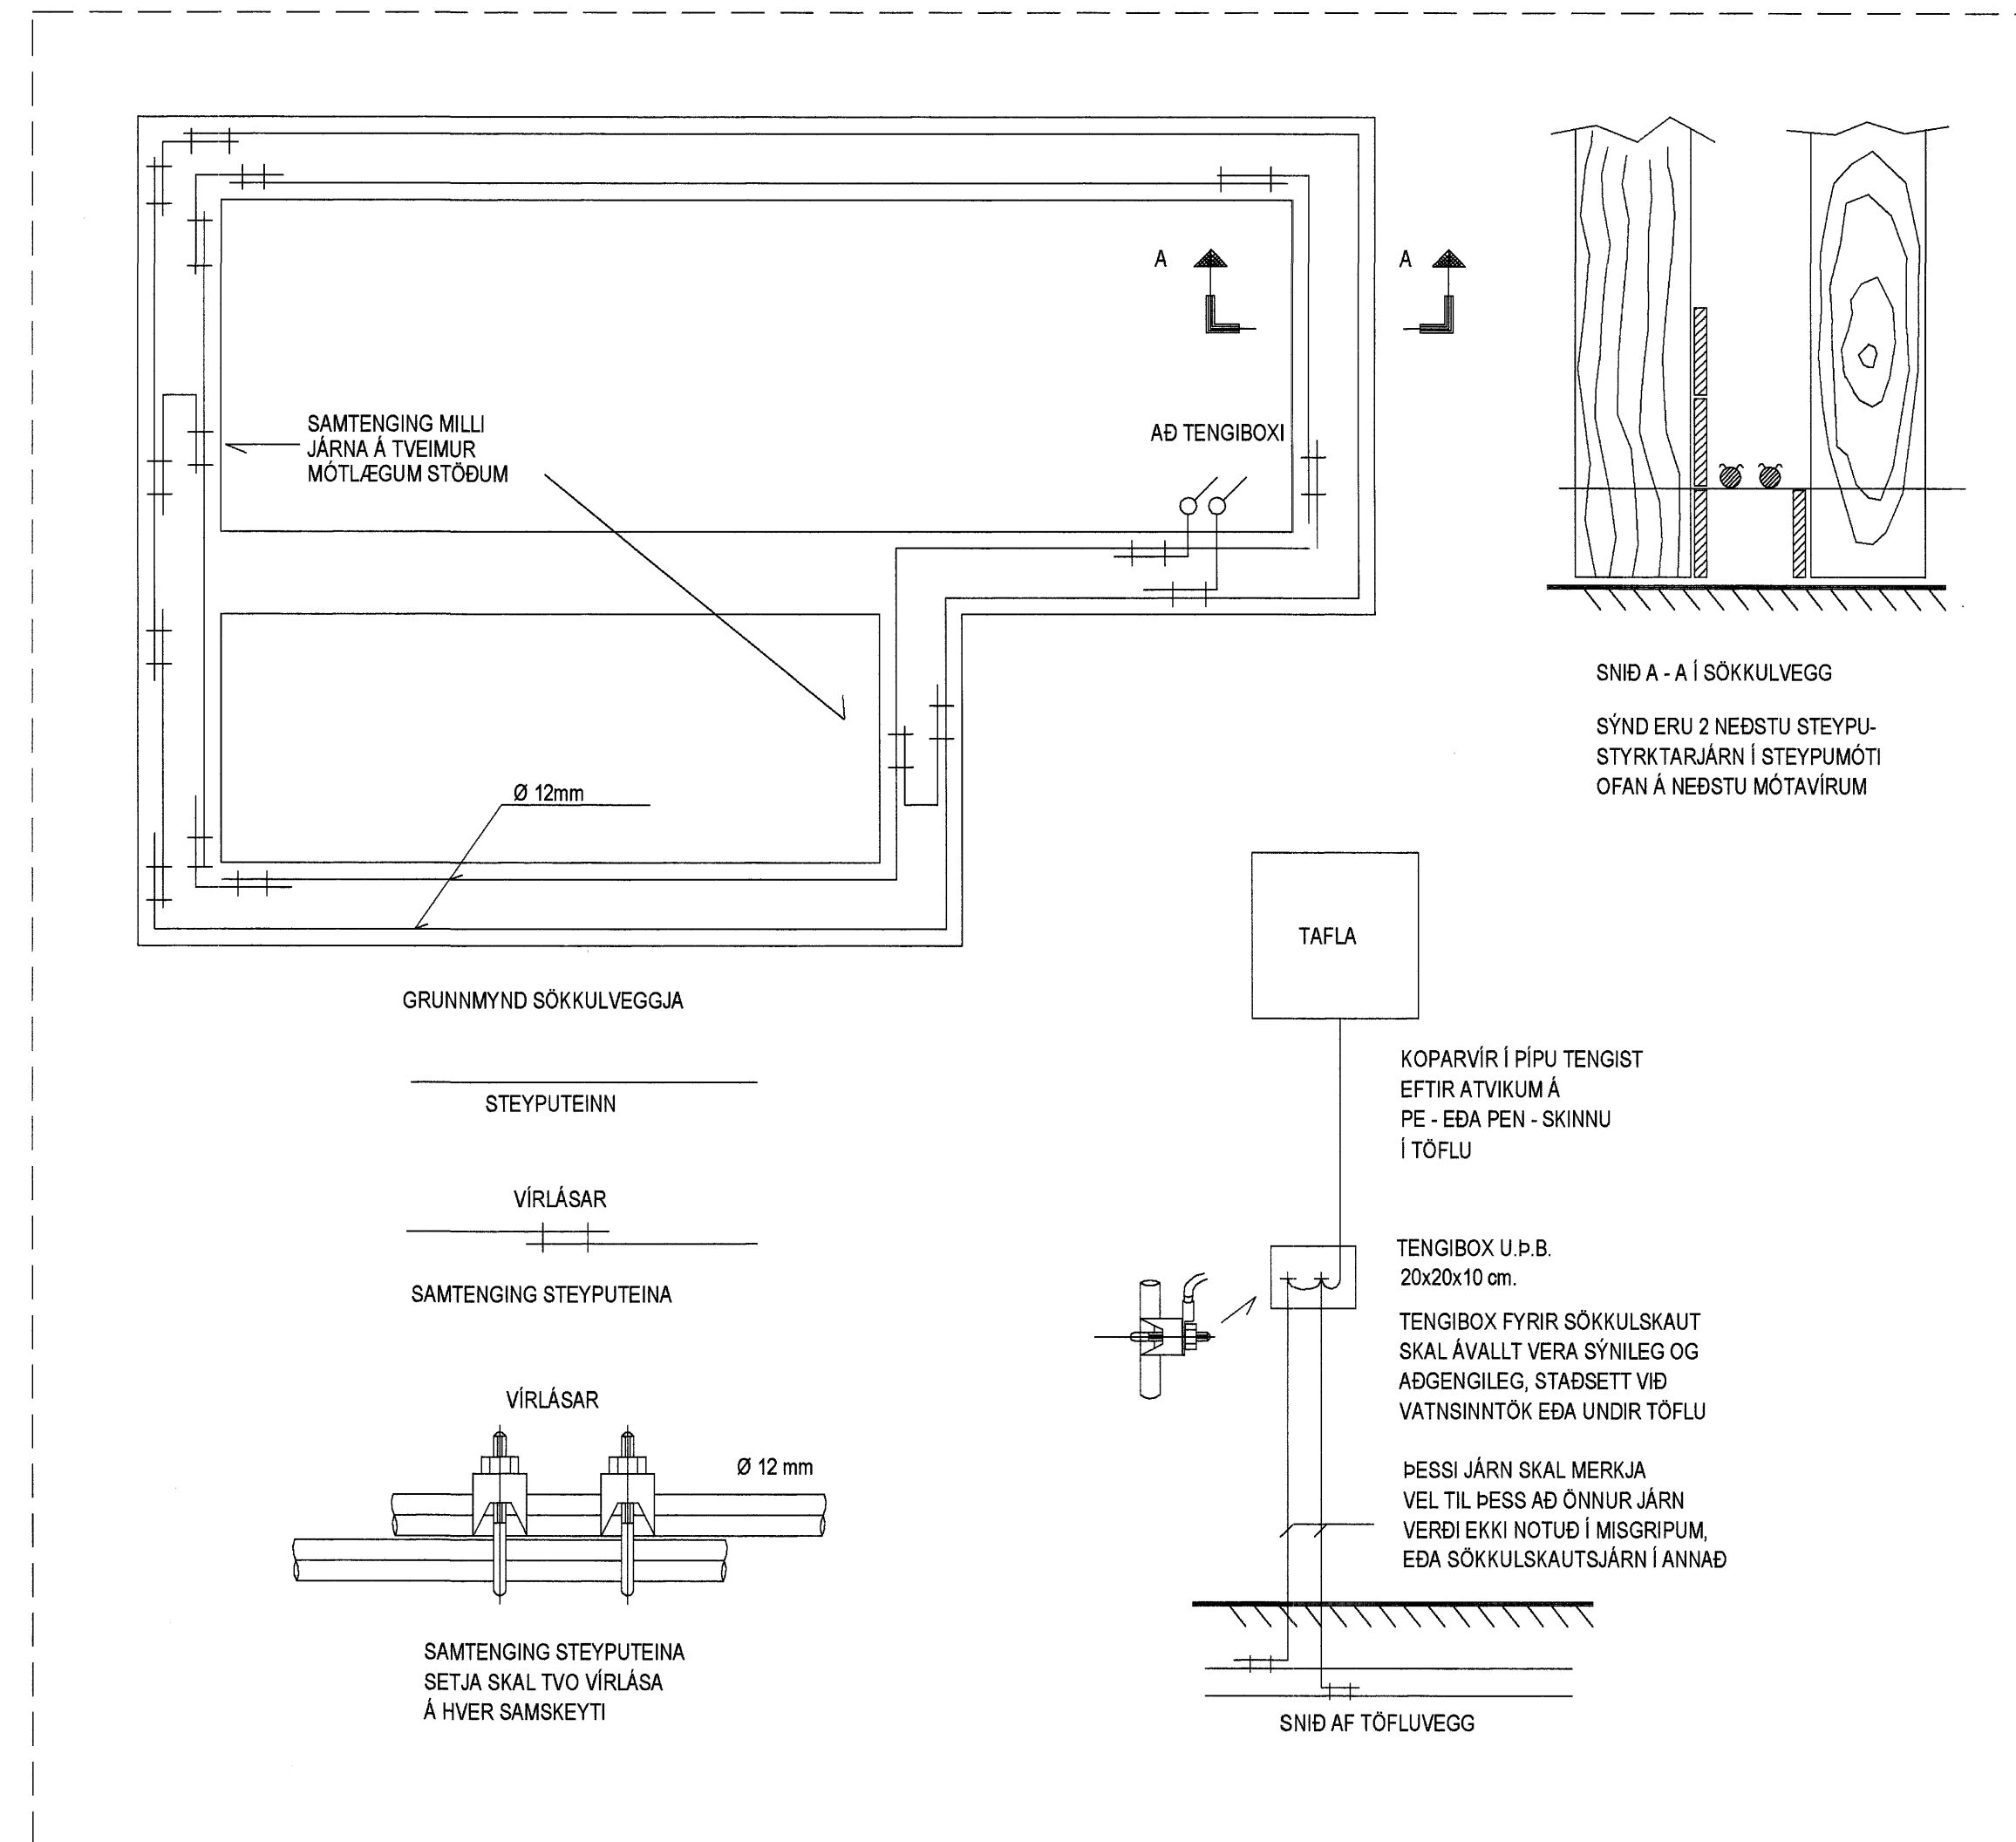 A
A
SAMTENGING MILLI
JÁRNA Á TVEIMUR
MÓTLÆGUM STÖÐUM
AÐ TENGIBOXI
Ø 12mm
GRUNNMYND SÖKKULVEGGJA
SNIÐ A - A Í SÖKKULVEGG
SÝND ERU 2 NEÐSTU STEYPU-
STYRKTARJÁRN Í STEYPUMÓTI
OFAN Á NEÐSTU MÓTAVÍRUM
STEYPUTEINN
VÍRLÁSAR
SAMTENGING STEYPUTEINA
VÍRLÁSAR
Ø 12 mm
SAMTENGING STEYPUTEINA
SETJA SKAL TVO VÍRLÁSA
Á HVER SAMSKEYTI
TAFLA
KOPARVÍR Í PÍPU TENGIST
EFTIR ATVIKUM Á
PE - EÐA PEN - SKINNU
Í TÖFLU
TENGIBOX U.Þ.B.
20x20x10 cm.
TENGIBOX FYRIR SÖKKULSKAUT
SKAL ÁVALLT VERA SÝNILEG OG
AÐGENGILEG, STAÐSETT VIÐ
VATNSINNTÖK EÐA UNDIR TÖFLU
ÞESSI JÁRN SKAL MERKJA
VEL TIL ÞESS AÐ ÖNNUR JÁRN
VERÐI EKKI NOTUÐ Í MISGRIPUM,
EÐA SÖKKULSKAUTSJÁRN Í ANNAÐ
SNIÐ AF TÖFLUVEGG